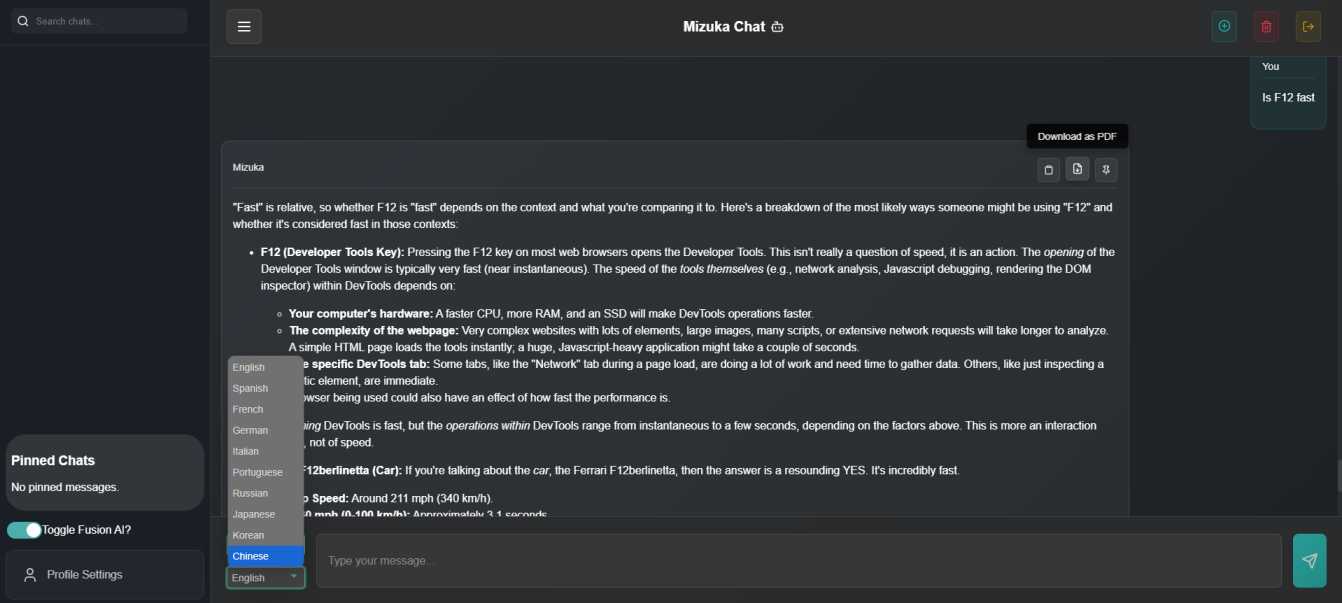 Search chats...
Mizuka Chat
You
Is F12 fast
Download as PDF
Mizuka
"Fast" is relative, so whether F12 is "fast" depends on the context and what you're comparing it to. Here's a breakdown of the most likely ways someone might be using "F12" and
whether it's considered fast in those contexts:
• F12 (Developer Tools Key): Pressing the F12 key on most web browsers opens the Developer Tools. This isn't really a question of speed, it is an action. The opening of the
Developer Tools window is typically very fast (near instantaneous). The speed of the tools themselves (e.g., network analysis, Javascript debugging, rendering the DOM
inspector) within DevTools depends on:
◦ Your computer's hardware: A faster CPU, more RAM, and an SSD will make DevTools operations faster.
◦ The complexity of the webpage: Very complex websites with lots of elements, large images, many scripts, or extensive network requests will take longer to analyze.
A simple HTML page loads the tools instantly; a huge, Javascript-heavy application might take a couple of seconds.
specific DevTools tab: Some tabs, like the "Network" tab during a page load, are doing a lot of work and need time to gather data. Others, like just inspecting a
element, are immediate.
being used could also have an effect of how fast the performance is.
DevTools is fast, but the operations within DevTools range from instantaneous to a few seconds, depending on the factors above. This is more an interaction
, not of speed.
F12berlinetta (Car): If you're talking about the car, the Ferrari F12berlinetta, then the answer is a resounding YES. It's incredibly fast.
Speed: Around 211 mph (340 km/h).
mph (0-100 km/h): Approximately 3.1 seconds
English
Spanish
French
German
Italian
Portuguese
Russian
Japanese
Korean
Chinese
English
Type your message...
Pinned Chats
No pinned messages.
Toggle Fusion AI?
Profile Settings